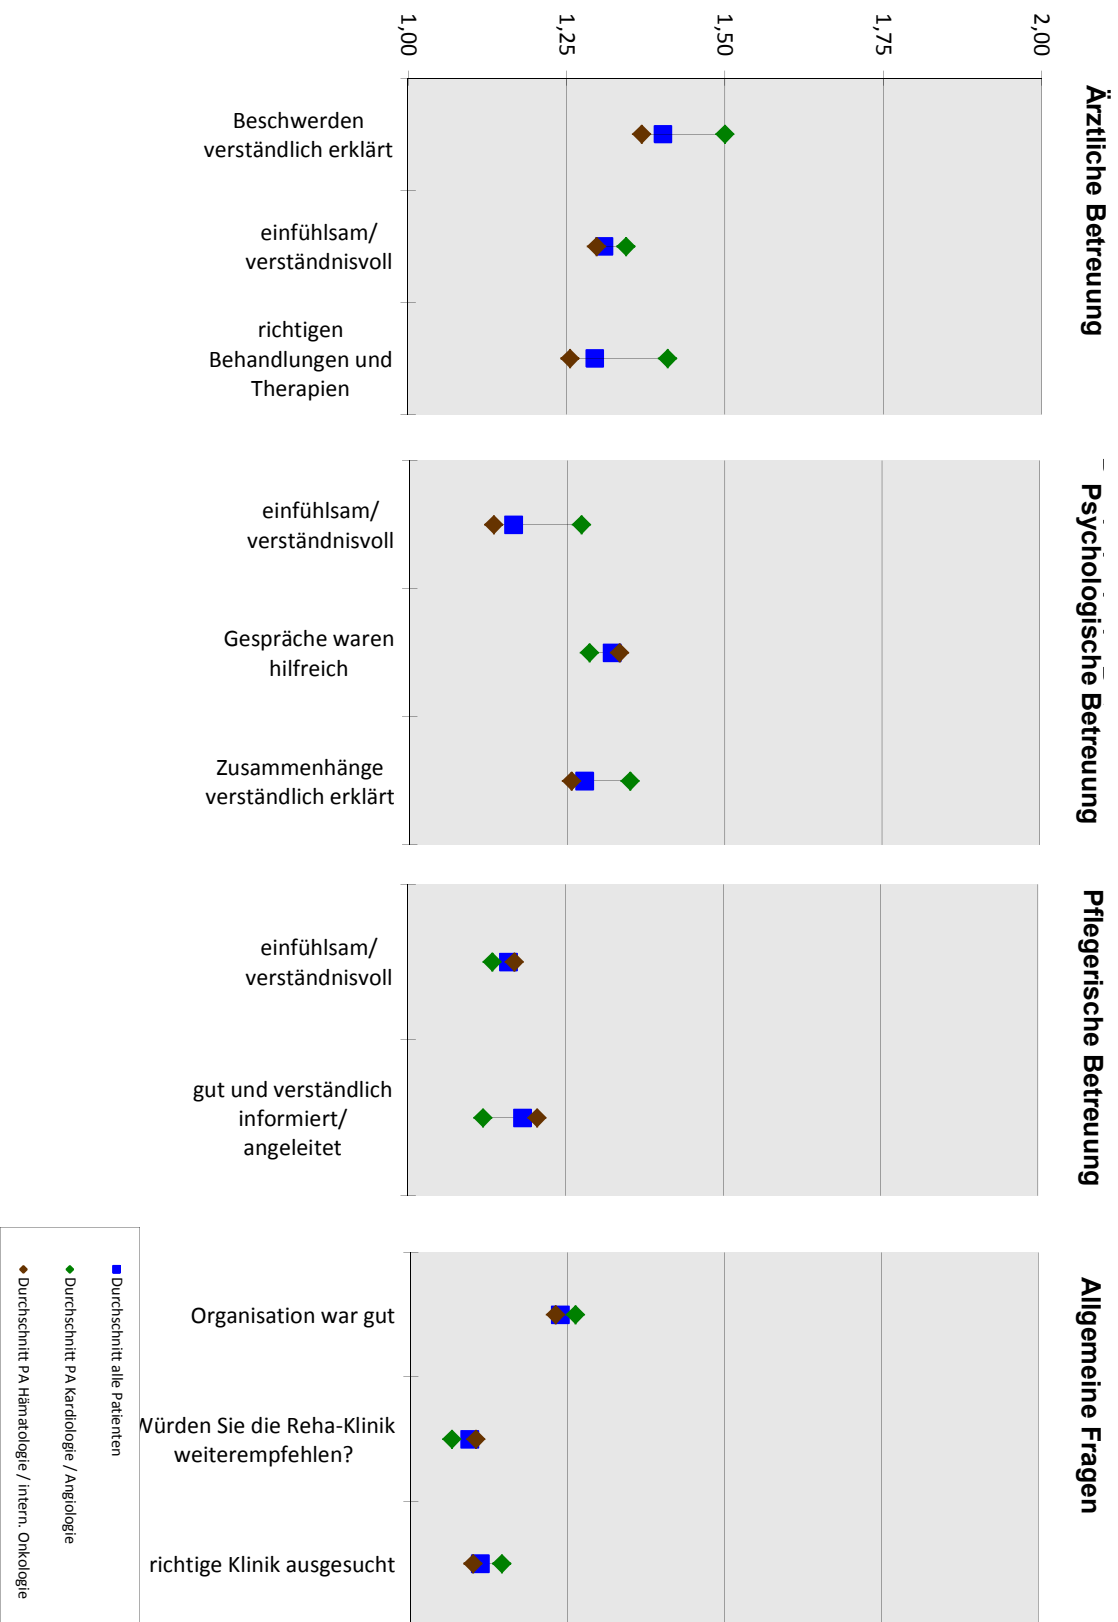 2,00
1,75
1,50
1,25
1,00
Ärztliche Betreuung
Beschwerden
verständlich erklärt
einfühlsam/
verständnisvoll
richtigen
Behandlungen und
Therapien
Psychologische Betreuung
einfühlsam/
verständnisvoll
Gespräche waren
hilfreich
Zusammenhänge
verständlich erklärt
Pflegerische Betreuung
einfühlsam/
verständnisvoll
gut und verständlich
informiert/
angeleitet
Allgemeine Fragen
Organisation war gut
Würden Sie die Reha-Klinik
weiterempfehlen?
richtige Klinik ausgesucht
Durchschnitt alle Patienten
Durchschnitt PA Kardiologie / Angiologie
Durchschnitt PA Hämatologie / intern. Onkologie